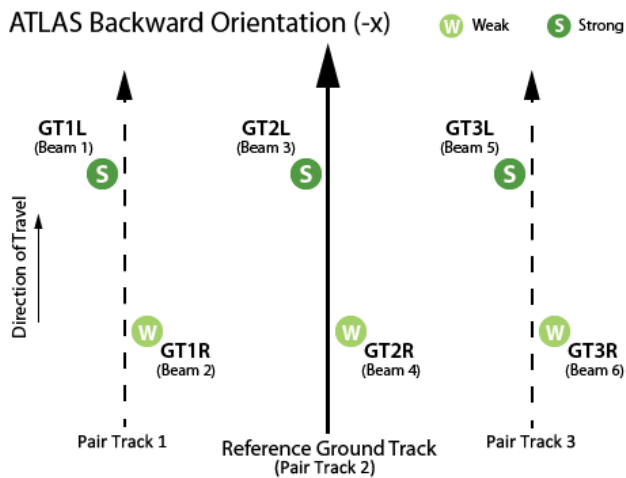 ATLAS Backward Orientation (-x)
W Weak
S Strong
GT1L
(Beam 1)
S
GT2L
(Beam 3)
S
GT3L
(Beam 5)
S
Direction of Travel
W
GT1R
(Beam 2)
W
GT2R
(Beam 4)
W
GT3R
(Beam 6)
Pair Track 1
Reference Ground Track
(Pair Track 2)
Pair Track 3